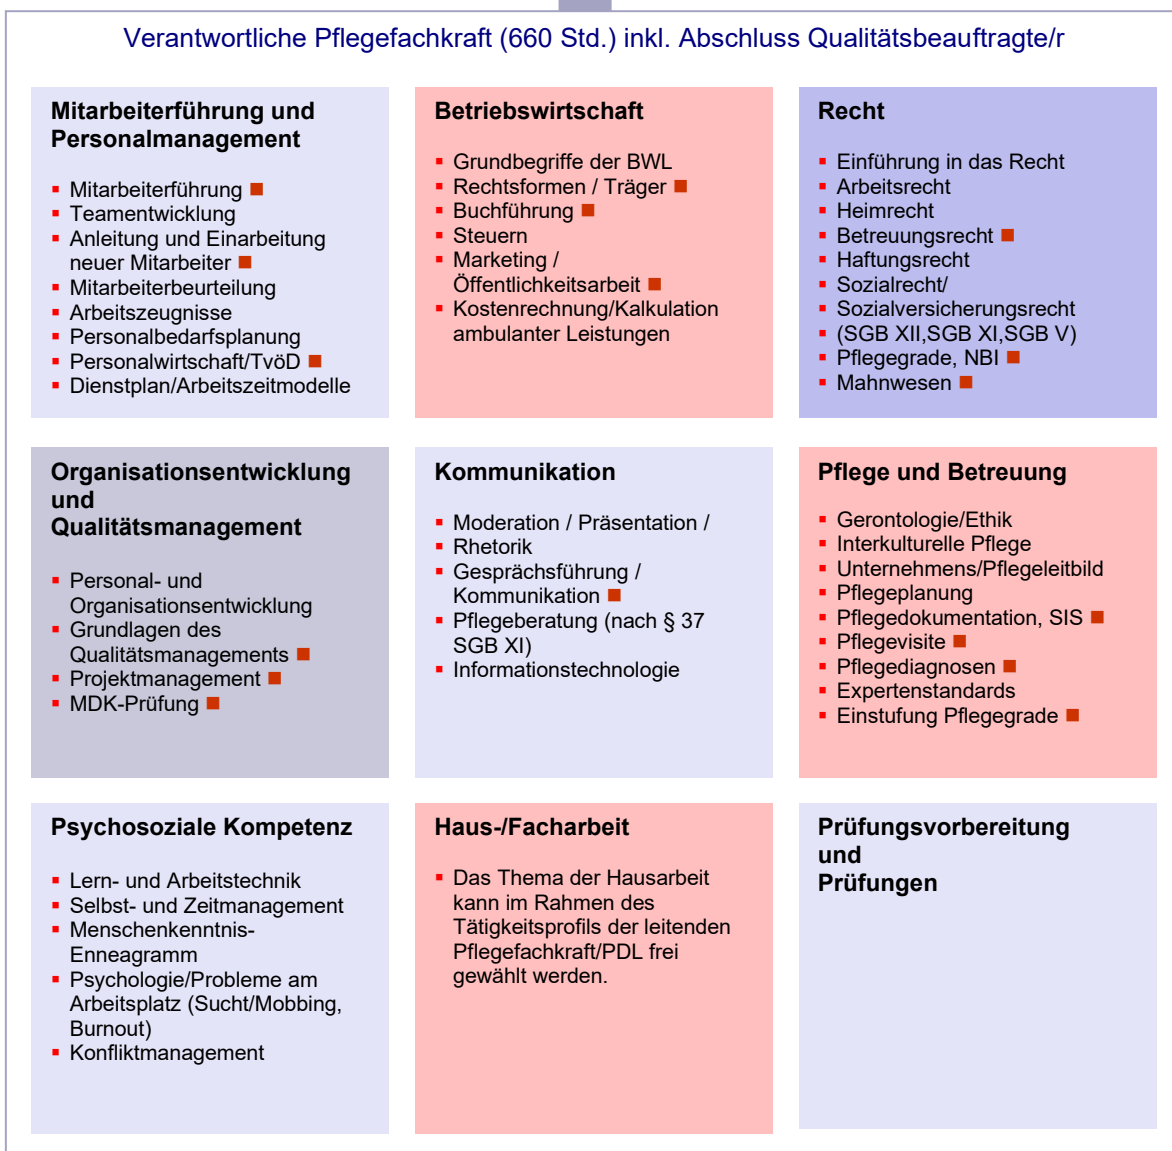 Verantwortliche Pflegefachkraft (660 Std.) inkl. Abschluss Qualitätsbeauftragte/r
Mitarbeiterführung und
Personalmanagement
▪ Mitarbeiterführung ■
▪ Teamentwicklung
▪ Anleitung und Einarbeitung
neuer Mitarbeiter ■
▪ Mitarbeiterbeurteilung
▪ Arbeitszeugnisse
▪ Personalbedarfsplanung
▪ Personalwirtschaft/TvöD ■
▪ Dienstplan/Arbeitszeitmodelle
Betriebswirtschaft
▪ Grundbegriffe der BWL
▪ Rechtsformen / Träger ■
▪ Buchführung ■
▪ Steuern
▪ Marketing /
Öffentlichkeitsarbeit ■
▪ Kostenrechnung/Kalkulation
ambulanter Leistungen
Recht
▪ Einführung in das Recht
▪ Arbeitsrecht
▪ Heimrecht
▪ Betreuungsrecht ■
▪ Haftungsrecht
▪ Sozialrecht/
▪ Sozialversicherungsrecht
▪ (SGB XII,SGB XI,SGB V)
▪ Pflegegrade, NBI ■
▪ Mahnwesen ■
Organisationsentwicklung
und
Qualitätsmanagement
▪ Personal- und
Organisationsentwicklung
▪ Grundlagen des
Qualitätsmanagements ■
▪ Projektmanagement ■
▪ MDK-Prüfung ■
Kommunikation
▪ Moderation / Präsentation /
▪ Rhetorik
▪ Gesprächsführung /
Kommunikation ■
▪ Pflegeberatung (nach § 37
SGB XI)
▪ Informationstechnologie
Pflege und Betreuung
▪ Gerontologie/Ethik
▪ Interkulturelle Pflege
▪ Unternehmens/Pflegeleitbild
▪ Pflegeplanung
▪ Pflegedokumentation, SIS ■
▪ Pflegevisite ■
▪ Pflegediagnosen ■
▪ Expertenstandards
▪ Einstufung Pflegegrade ■
Psychosoziale Kompetenz
▪ Lern- und Arbeitstechnik
▪ Selbst- und Zeitmanagement
▪ Menschenkenntnis-
Enneagramm
▪ Psychologie/Probleme am
Arbeitsplatz (Sucht/Mobbing,
Burnout)
▪ Konfliktmanagement
Haus-/Facharbeit
▪ Das Thema der Hausarbeit
kann im Rahmen des
Tätigkeitsprofils der leitenden
Pflegefachkraft/PDL frei
gewählt werden.
Prüfungsvorbereitung
und
Prüfungen